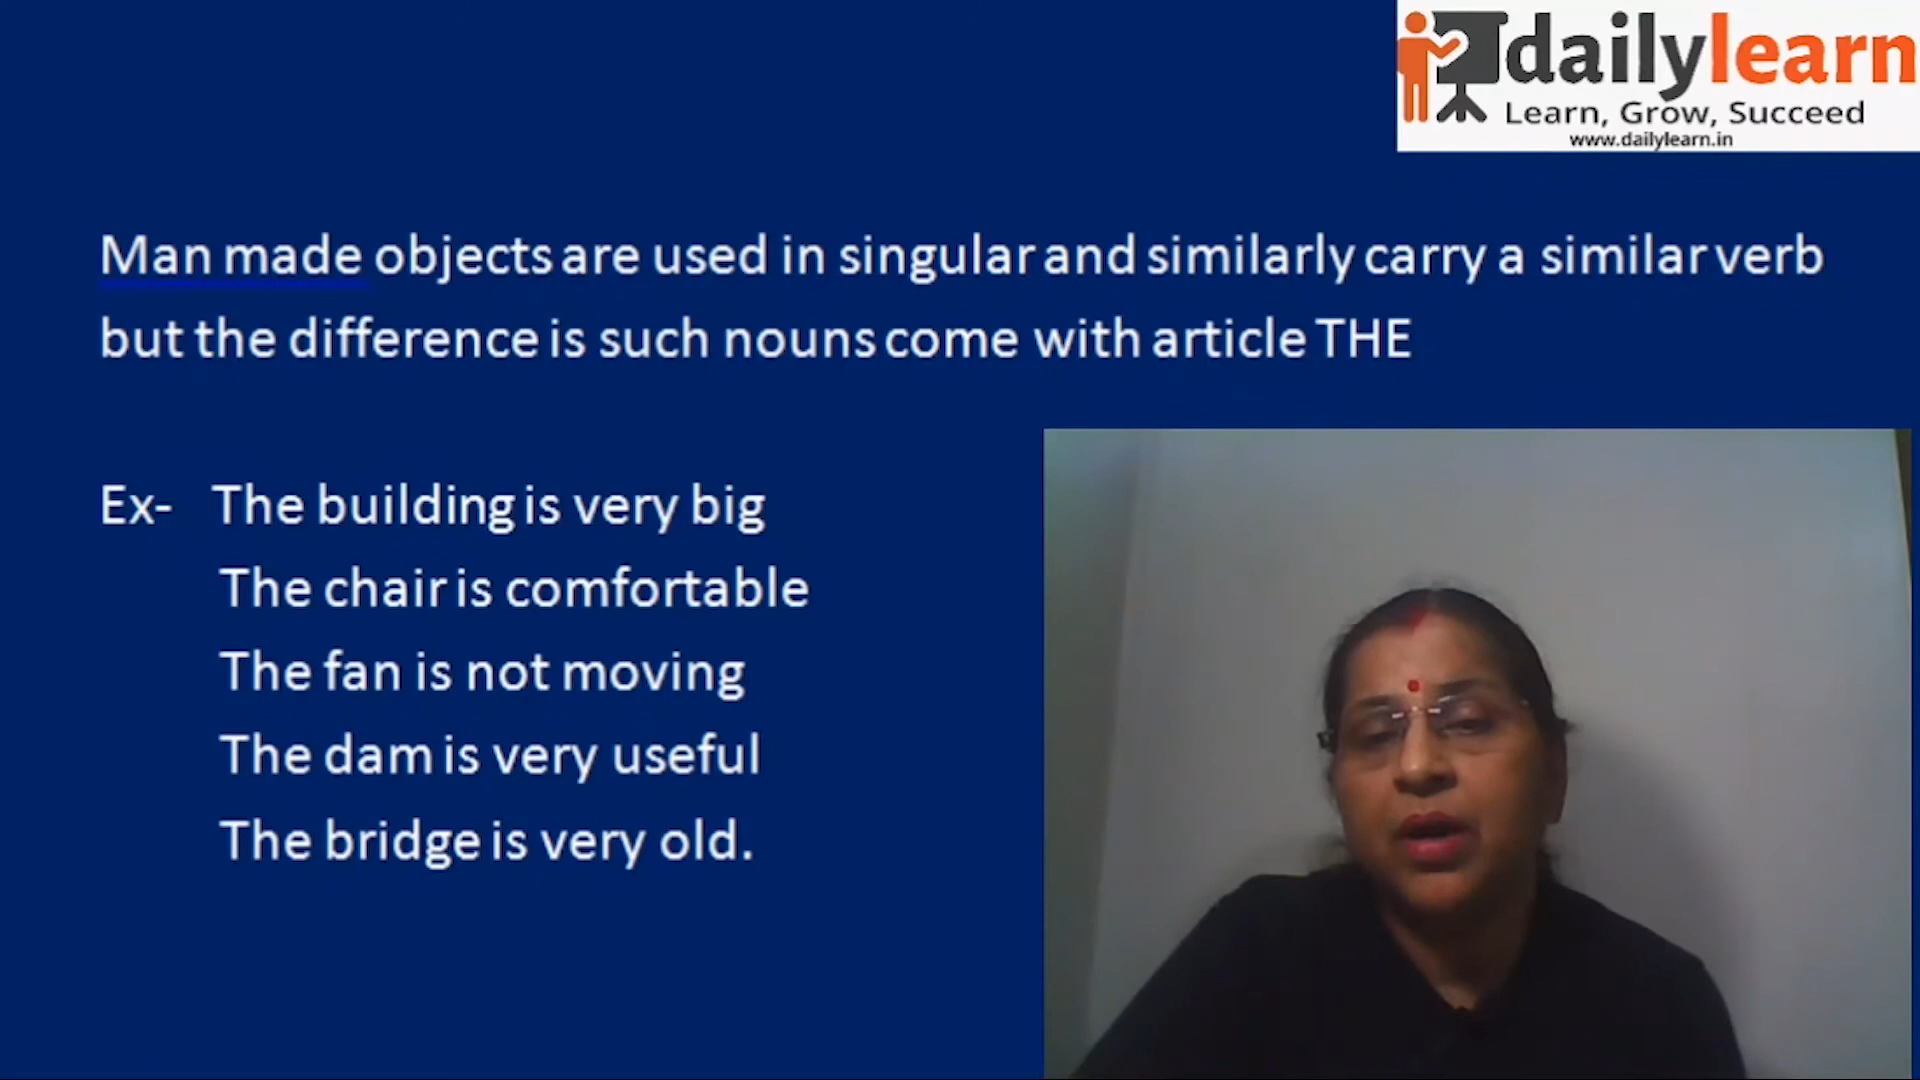 dailylearn
Learn, Grow, Succeed
www.dailylearn.in
Man made objects are used in singular and similarly carry a similar verb
but the difference is such nouns come with article THE
Ex- The building is very big
The chair is comfortable
The fan is not moving
The dam is very useful
The bridge is very old.